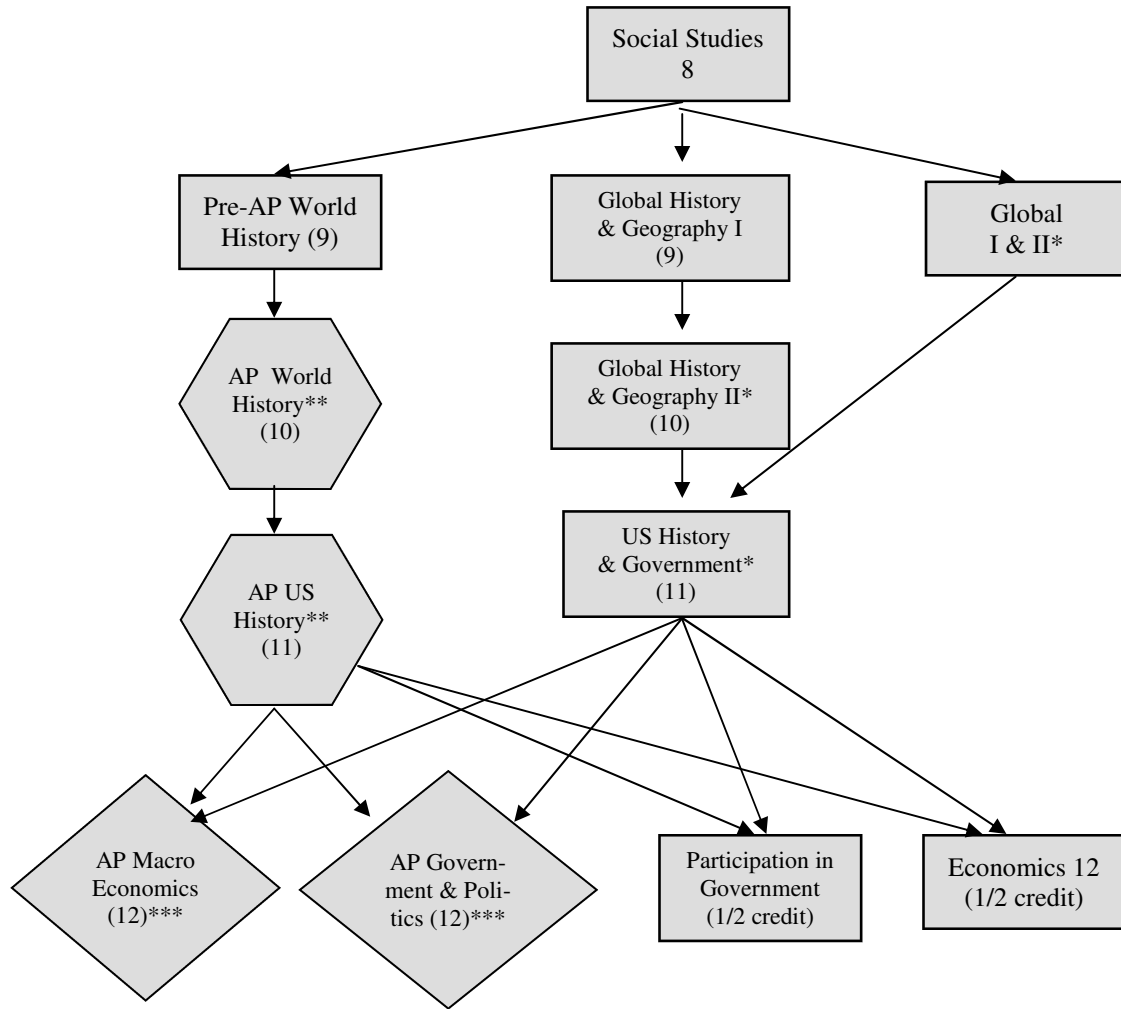 Social Studies
8
Pre-AP World
History (9)
Global History
& Geography I
(9)
Global
I & II*
AP World
History**
(10)
Global History
& Geography II*
(10)
AP US
History**
(11)
US History
& Government*
(11)
AP Macro
Economics
(12)***
AP Govern-
ment & Poli-
tics (12)***
Participation in
Government
(1/2 credit)
Economics 12
(1/2 credit)